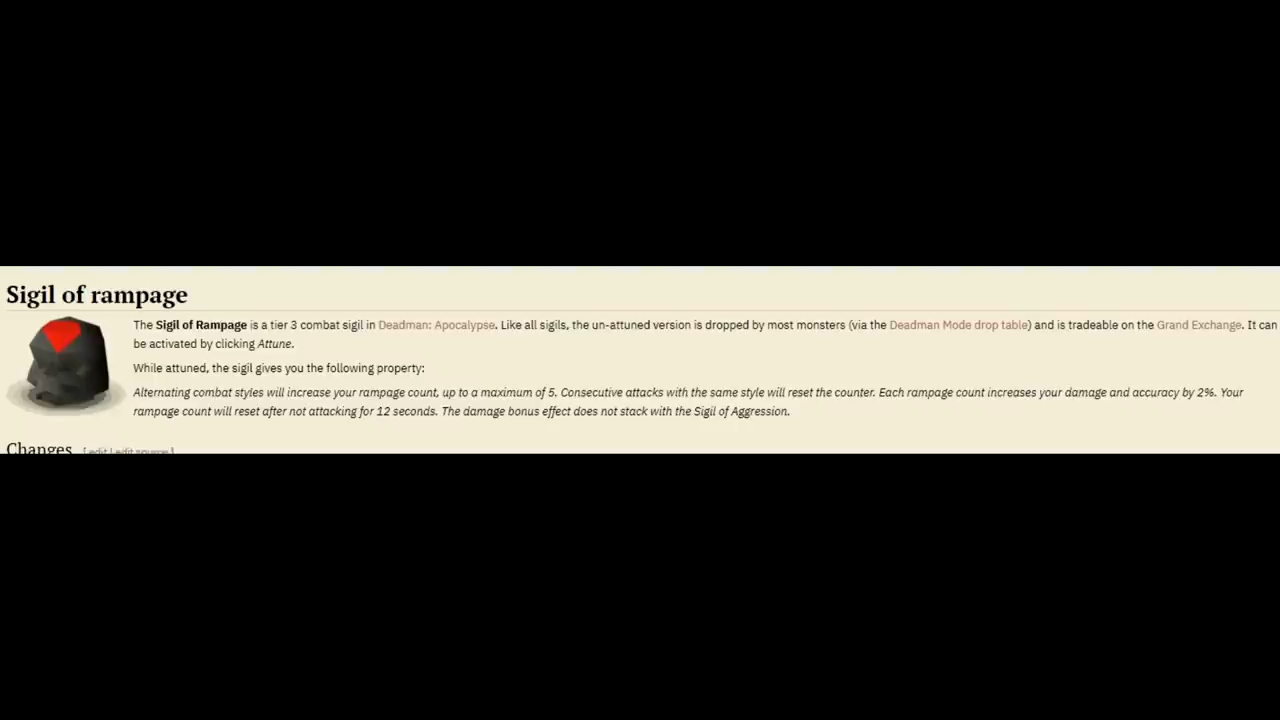 Sigil of rampage
The Sigil of Rampage is a tier 3 combat sigil in Deadman: Apocalypse. Like all sigils, the un-attuned version is dropped by most monsters (via the Deadman Mode drop table) and is tradeable on the Grand Exchange. It can
be activated by clicking Attune.
While attuned, the sigil gives you the following property:
Alternating combat styles will increase your rampage count, up to a maximum of 5. Consecutive attacks with the same style will reset the counter. Each rampage count increases your damage and accuracy by 2%. Your
rampage count will reset after not attacking for 12 seconds. The damage bonus effect does not stack with the Sigil of Aggression.
Changes [ edit | edit source ]